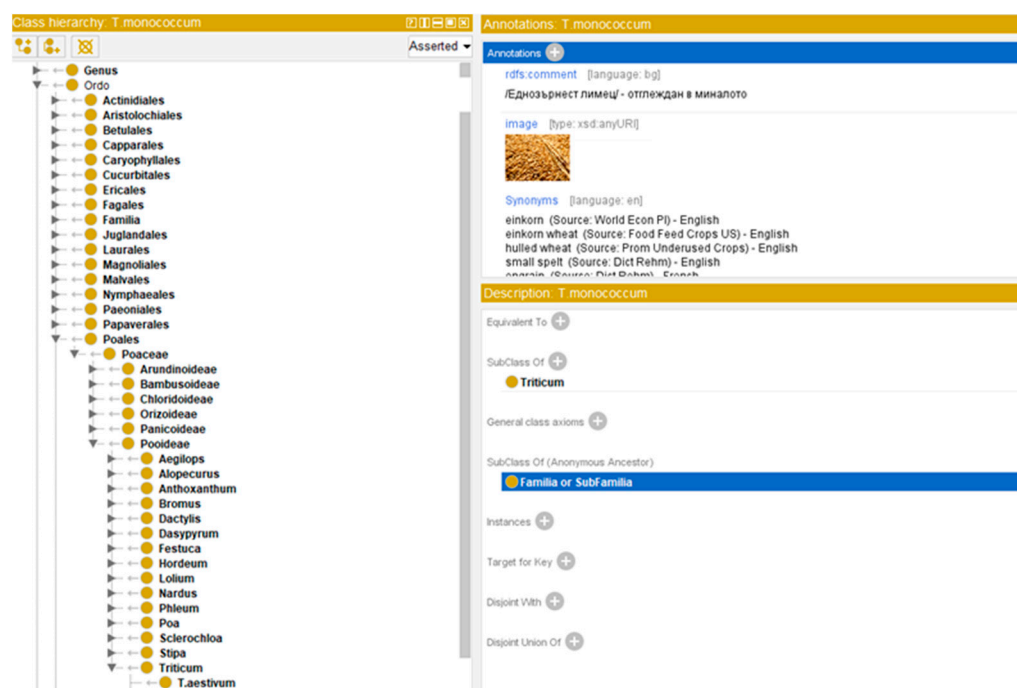 Class hierarchy: T.monococcum
Asserted
Genus
Ordo
Actinidiales
Aristolochiales
Betulales
Capparales
Caryophyllales
Cucurbitales
Ericales
Fagales
Familia
Juglandales
Laurales
Magnoliales
Malvales
Nymphaeales
Paeoniales
Papaverales
Poales
Poaceae
Arundinoideae
Bambusoideae
Chloridoideae
Orizoideae
Panicoideae
Pooideae
Aegilops
Alopecurus
Anthoxanthum
Bromus
Dactylis
Dasypyrum
Festuca
Hordeum
Lolium
Nardus
Phleum
Poa
Sclerochloa
Stipa
Triticum
T.aestivum
Annotations: T.monococcum
Annotations
rdfs:comment [language: bg]
/Еднозърнест лимец/ - отглеждан в миналото
image [type: xsd:anyURI]
Synonyms [language: en]
einkorn (Source: World Econ Pl) - English
einkorn wheat (Source: Food Feed Crops US) - English
hulled wheat (Source: Prom Underused Crops) - English
small spelt (Source: Dict Rehm) - English
engrain (Source: Dict Rehm) - French
Description: T.monococcum
Equivalent To
SubClass Of
Triticum
General class axioms
SubClass Of (Anonymous Ancestor)
Familia or SubFamilia
Instances
Target for Key
Disjoint With
Disjoint Union Of